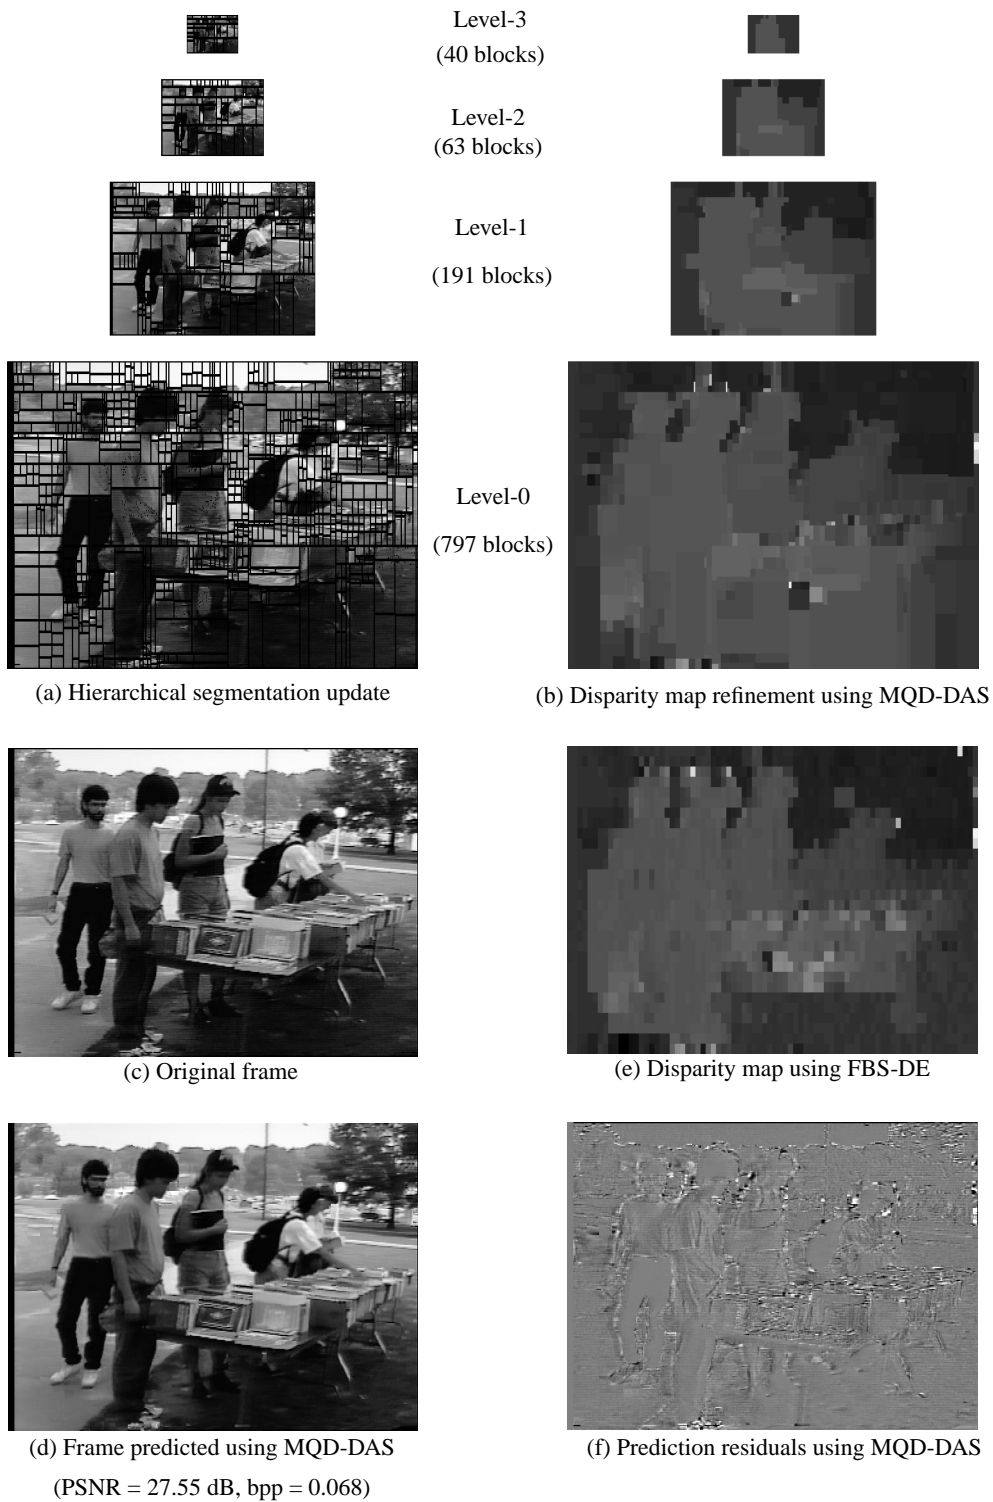 Level-3
(40 blocks)
Level-2
(63 blocks)
Level-1
(191 blocks)
Level-0
(797 blocks)
(a) Hierarchical segmentation update
(b) Disparity map refinement using MQD-DAS
(c) Original frame
(e) Disparity map using FBS-DE
(d) Frame predicted using MQD-DAS
(PSNR = 27.55 dB, bpp = 0.068)
(f) Prediction residuals using MQD-DAS